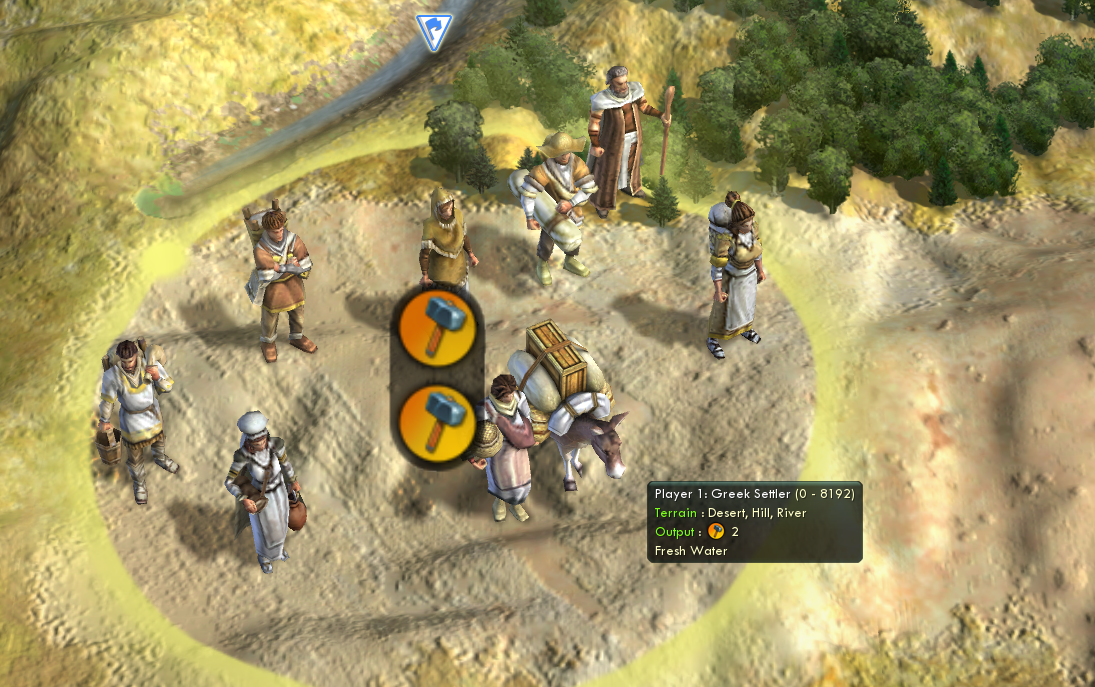 Player 1: Greek Settler (0 - 8192)
Terrain : Desert, Hill, River
Output : 2
Fresh Water